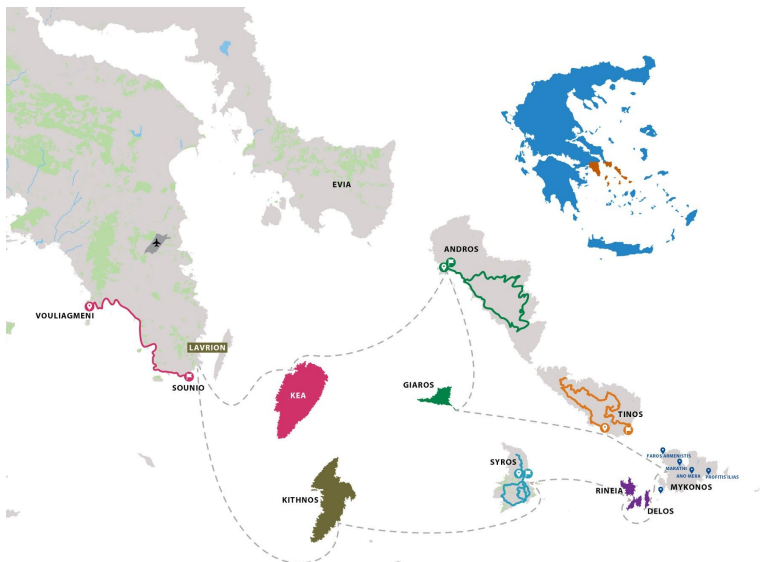 EVIA
ANDROS
VOULIAGMENI
LAVRION
SOUNIO
KEA
GIAROS
TINOS
FAROS ARMENISTIS
MARATHI
ANO MERA
PROFITIS ILIAS
MYKONOS
SYROS
RINEIA
KITHNOS
DELOS